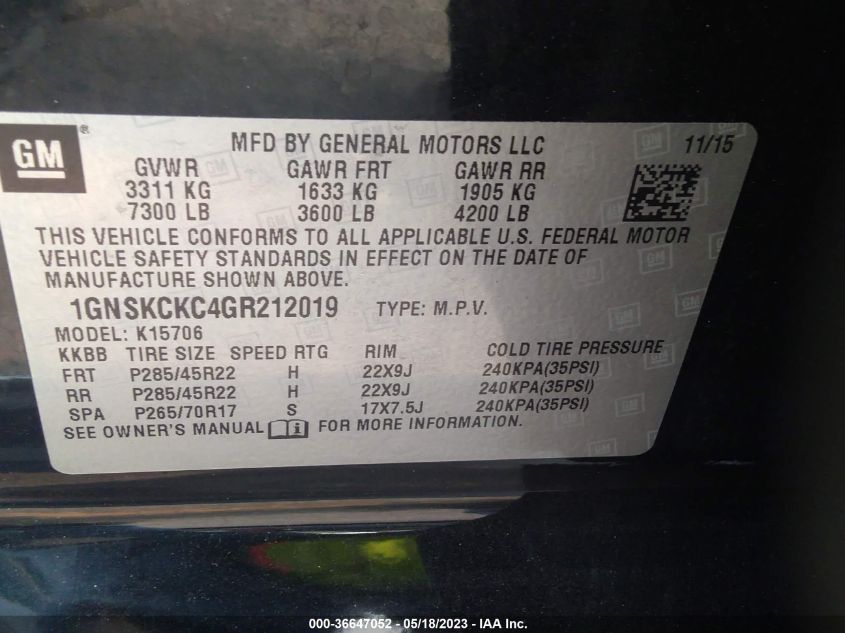 GM®
MFD BY GENERAL MOTORS LLC 11/15
GVWR GAWR FRT GAWR RR
3311 KG 1633 KG 1905 KG
7300 LB 3600 LB 4200 LB
THIS VEHICLE CONFORMS TO ALL APPLICABLE U.S. FEDERAL MOTOR
VEHICLE SAFETY STANDARDS IN EFFECT ON THE DATE OF
MANUFACTURE SHOWN ABOVE.
1GNSKCKC4GR212019 TYPE: M.P.V.
MODEL: K15706
KKBB TIRE SIZE SPEED RTG RIM COLD TIRE PRESSURE
FRT P285/45R22 H 22X9J 240KPA(35PSI)
RR P285/45R22 H 22X9J 240KPA(35PSI)
SPA P265/70R17 S 17X7.5J 240KPA(35PSI)
SEE OWNER'S MANUAL FOR MORE INFORMATION.
000-36647052 - 05/18/2023 - IAA Inc.